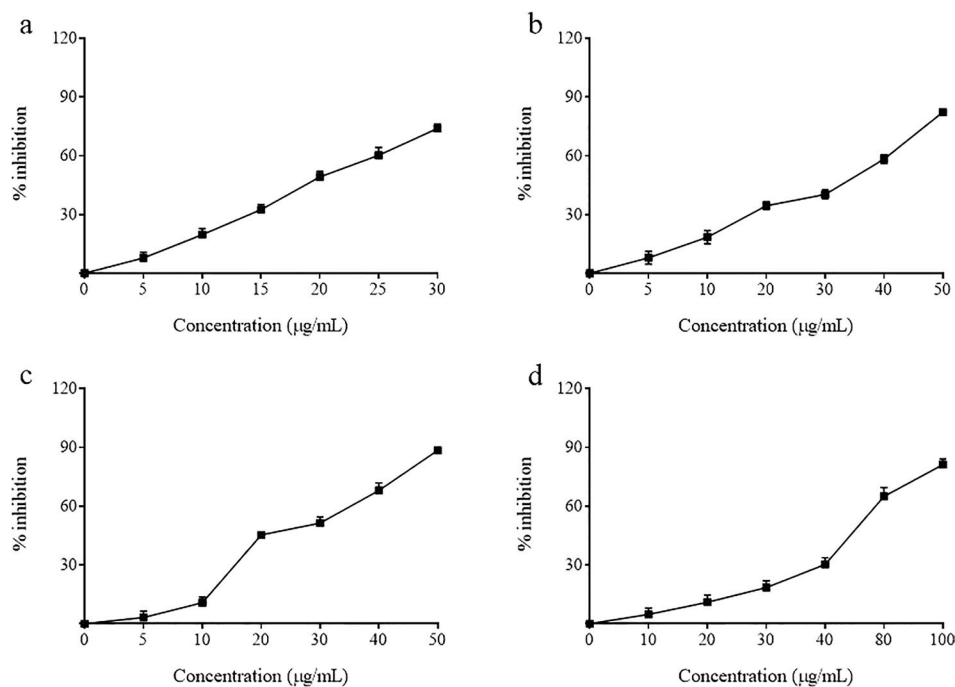 a
120
90
60
30
% inhibition
0 5 10 15 20 25 30
Concentration (μg/mL)
b
120
90
60
30
% inhibition
0 5 10 20 30 40 50
Concentration (μg/mL)
c
120
90
60
30
% inhibition
0 5 10 20 30 40 50
Concentration (μg/mL)
d
120
90
60
30
% inhibition
0 10 20 30 40 80 100
Concentration (μg/mL)